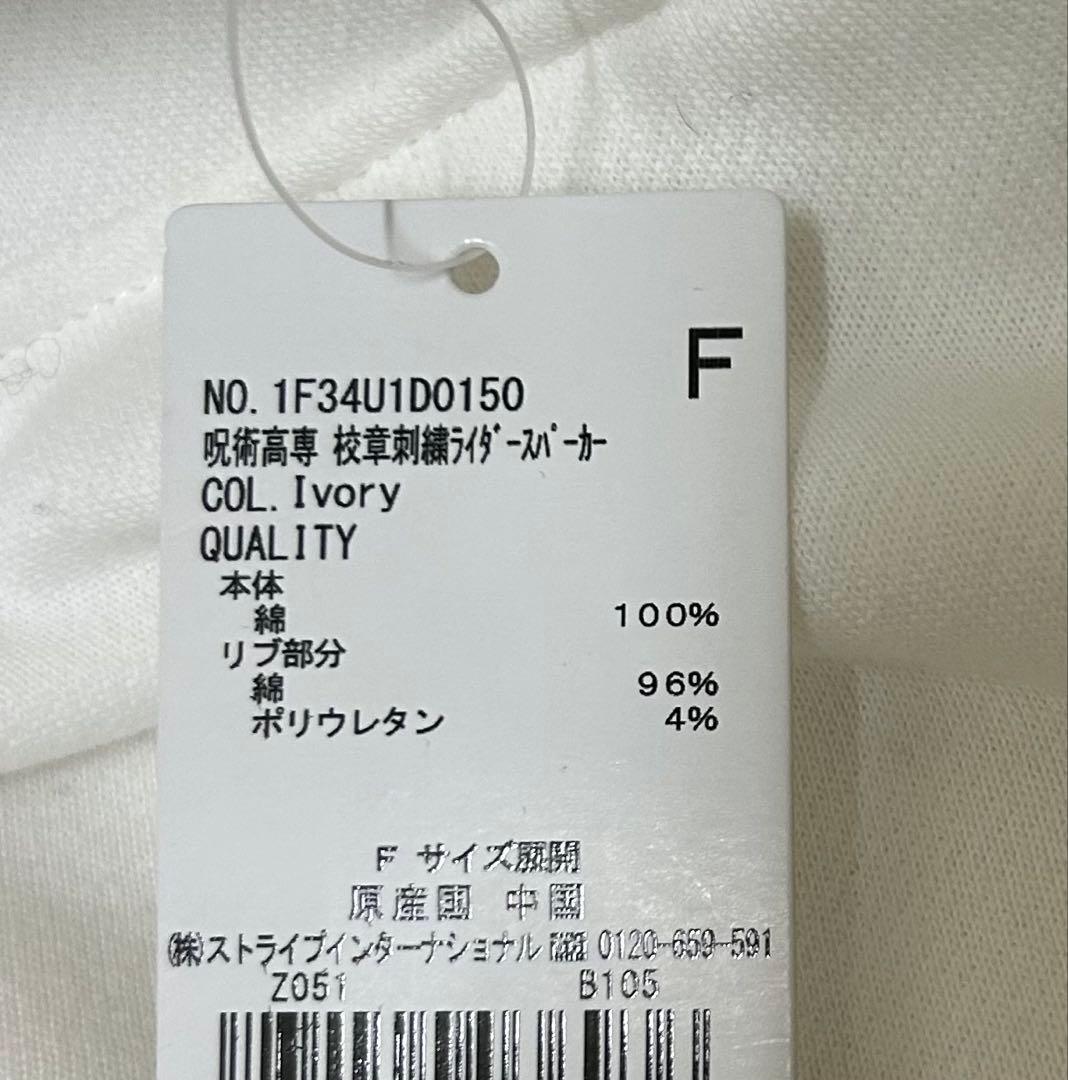 F
NO. 1F34U1D0150
呪術高専 校章刺繍ﾗｲﾀﾞｰｽﾊﾟｰｶｰ
COL. Ivory
QUALITY
本体
綿 100%
リブ部分
綿 96%
ポリウレタン 4%
F サイズ展開
原産国 中国
㈱ストライプインターナショナル 0120-659-591
Z051 B105